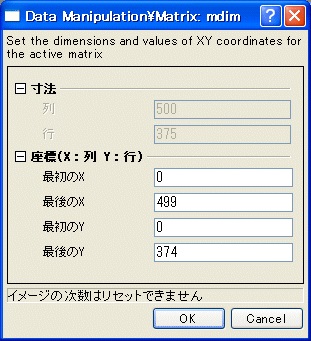 Data Manipulation¥Matrix: mdim
Set the dimensions and values of XY coordinates for
the active matrix
寸法
列 500
行 375
座標(X：列 Y：行)
最初のX 0
最後のX 499
最初のY 0
最後のY 374
イメージの次数はリセットできません
OK Cancel